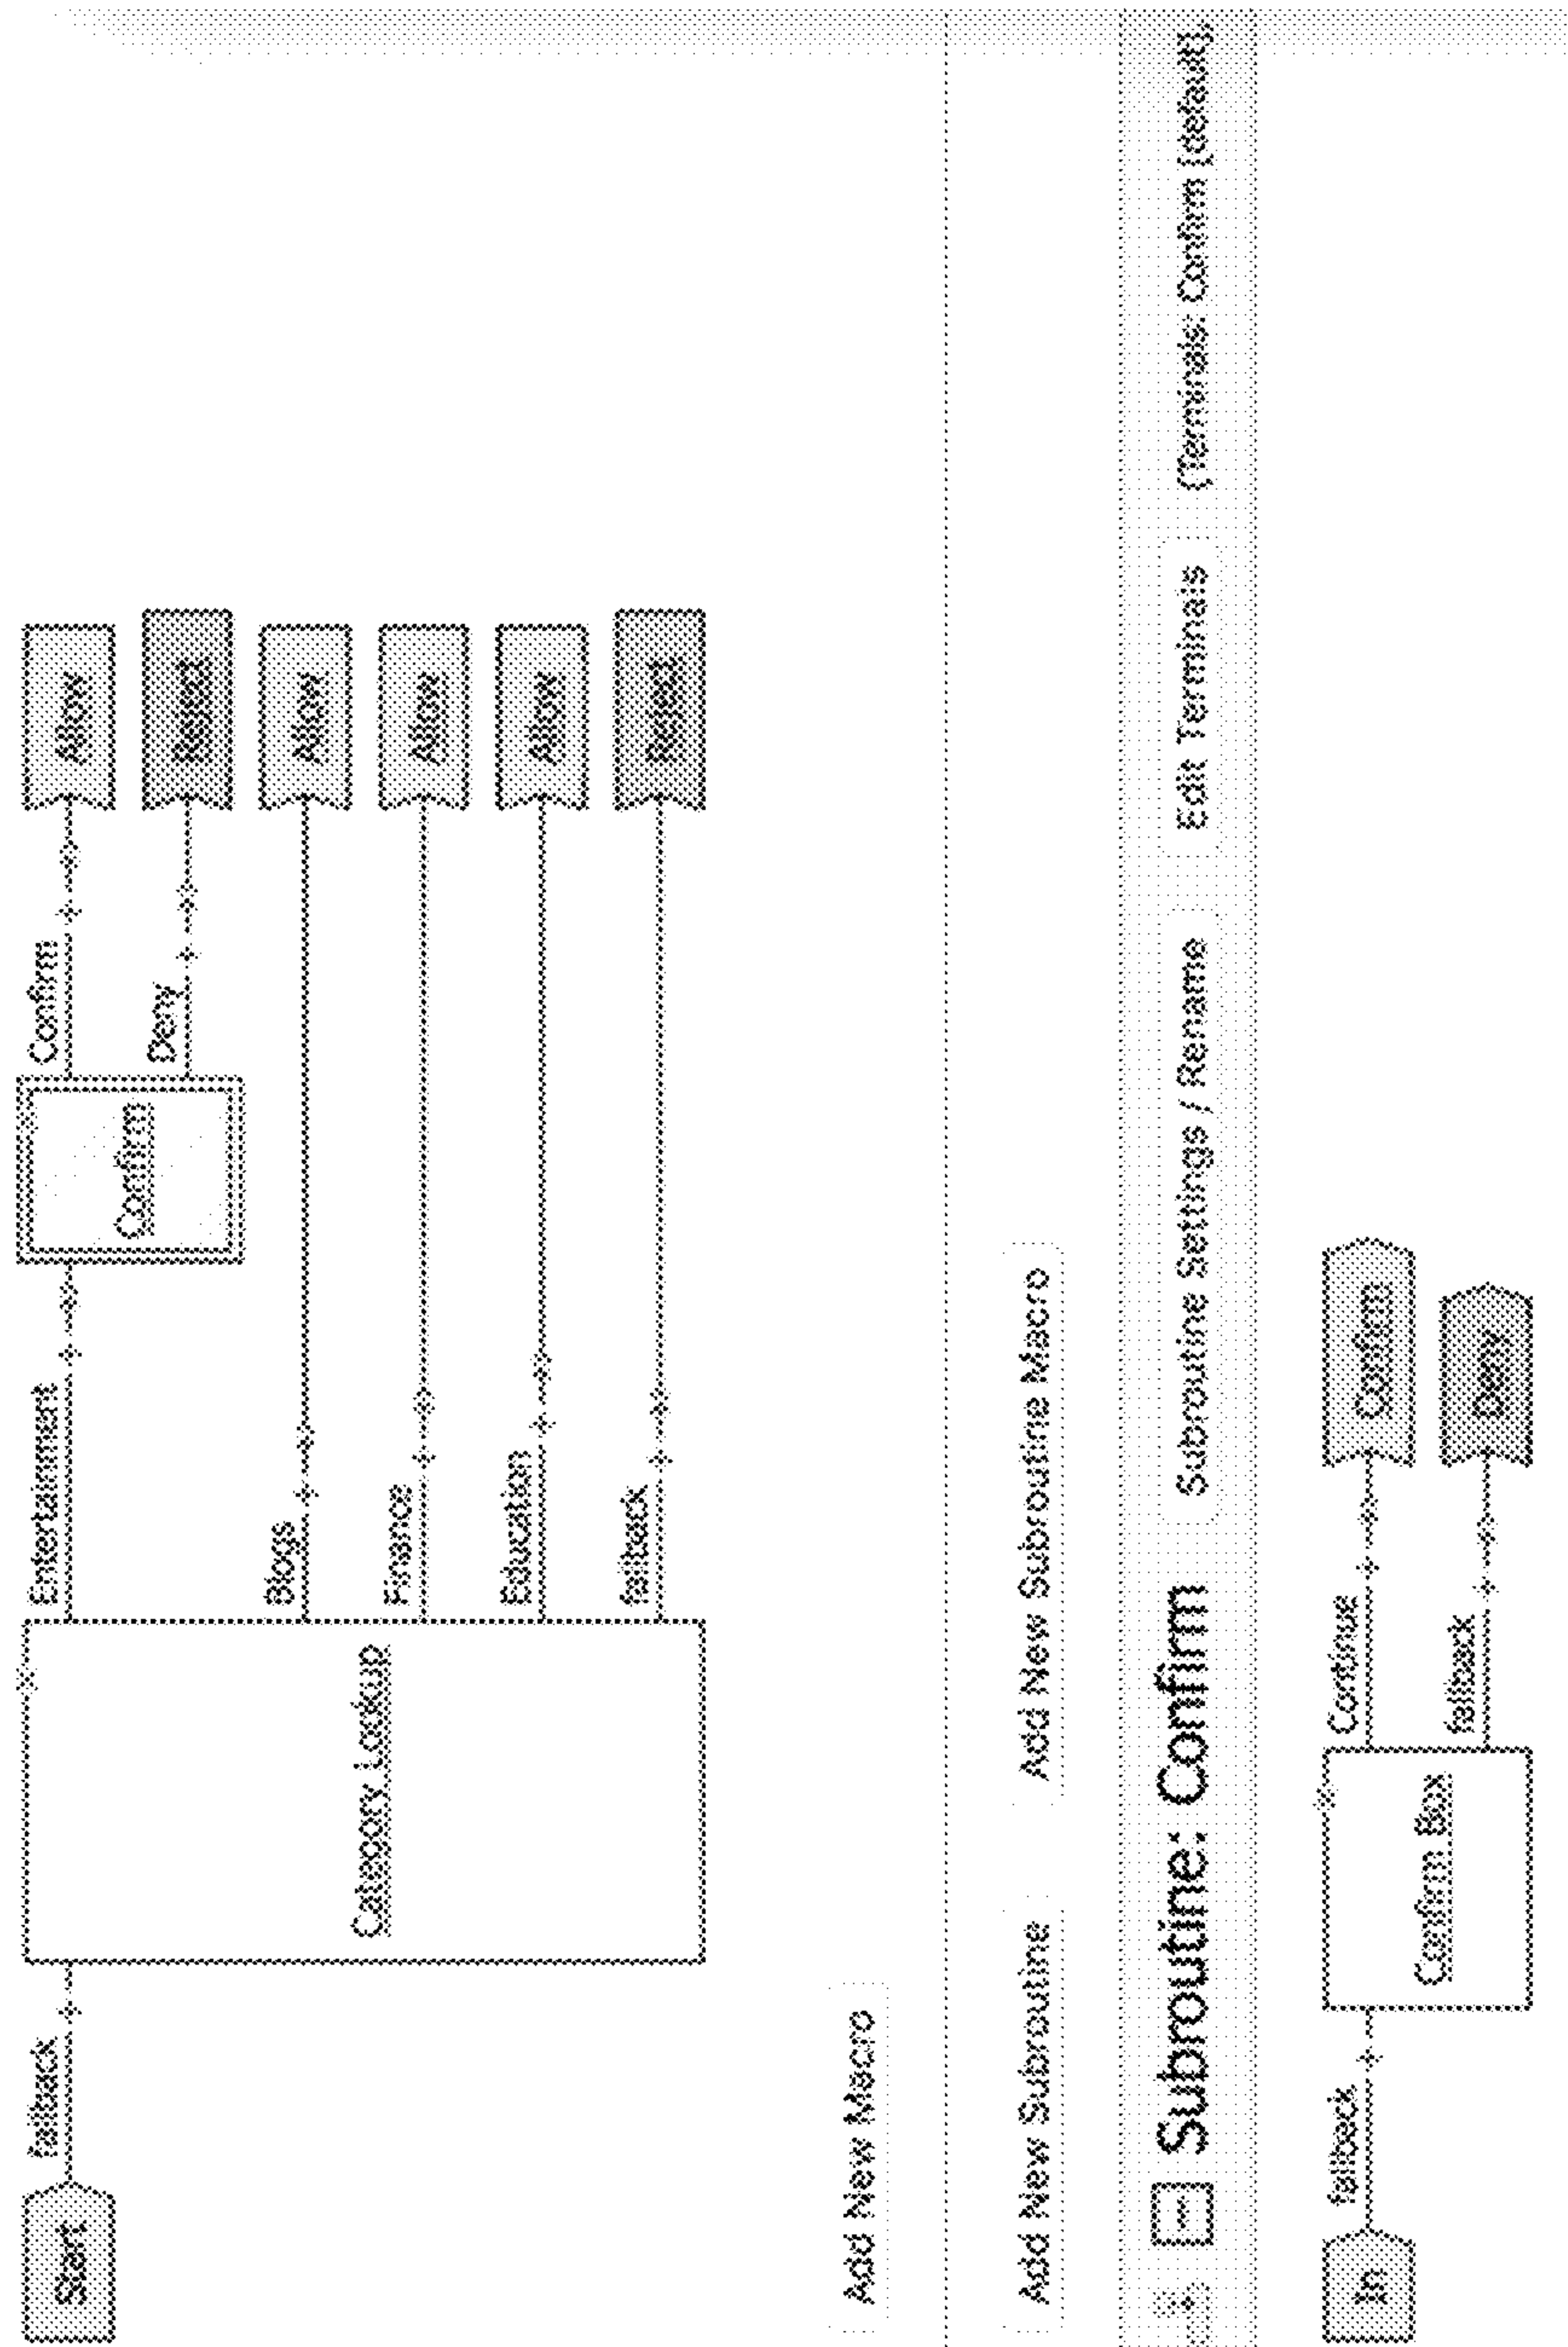 Start
fallback
Category Lookup
Entertainment
Confirm
Confirm
Allow
Deny
Reject
Blogs
Allow
Finance
Allow
Education
Allow
fallback
Reject
Add New Macro
Add New Subroutine
Add New Subroutine Macro
Subroutine: Confirm
Subroutine Settings / Rename
Edit Terminals
(Terminals: Confirm [default],
In
fallback
Confirm Box
Continue
Confirm
fallback
Deny